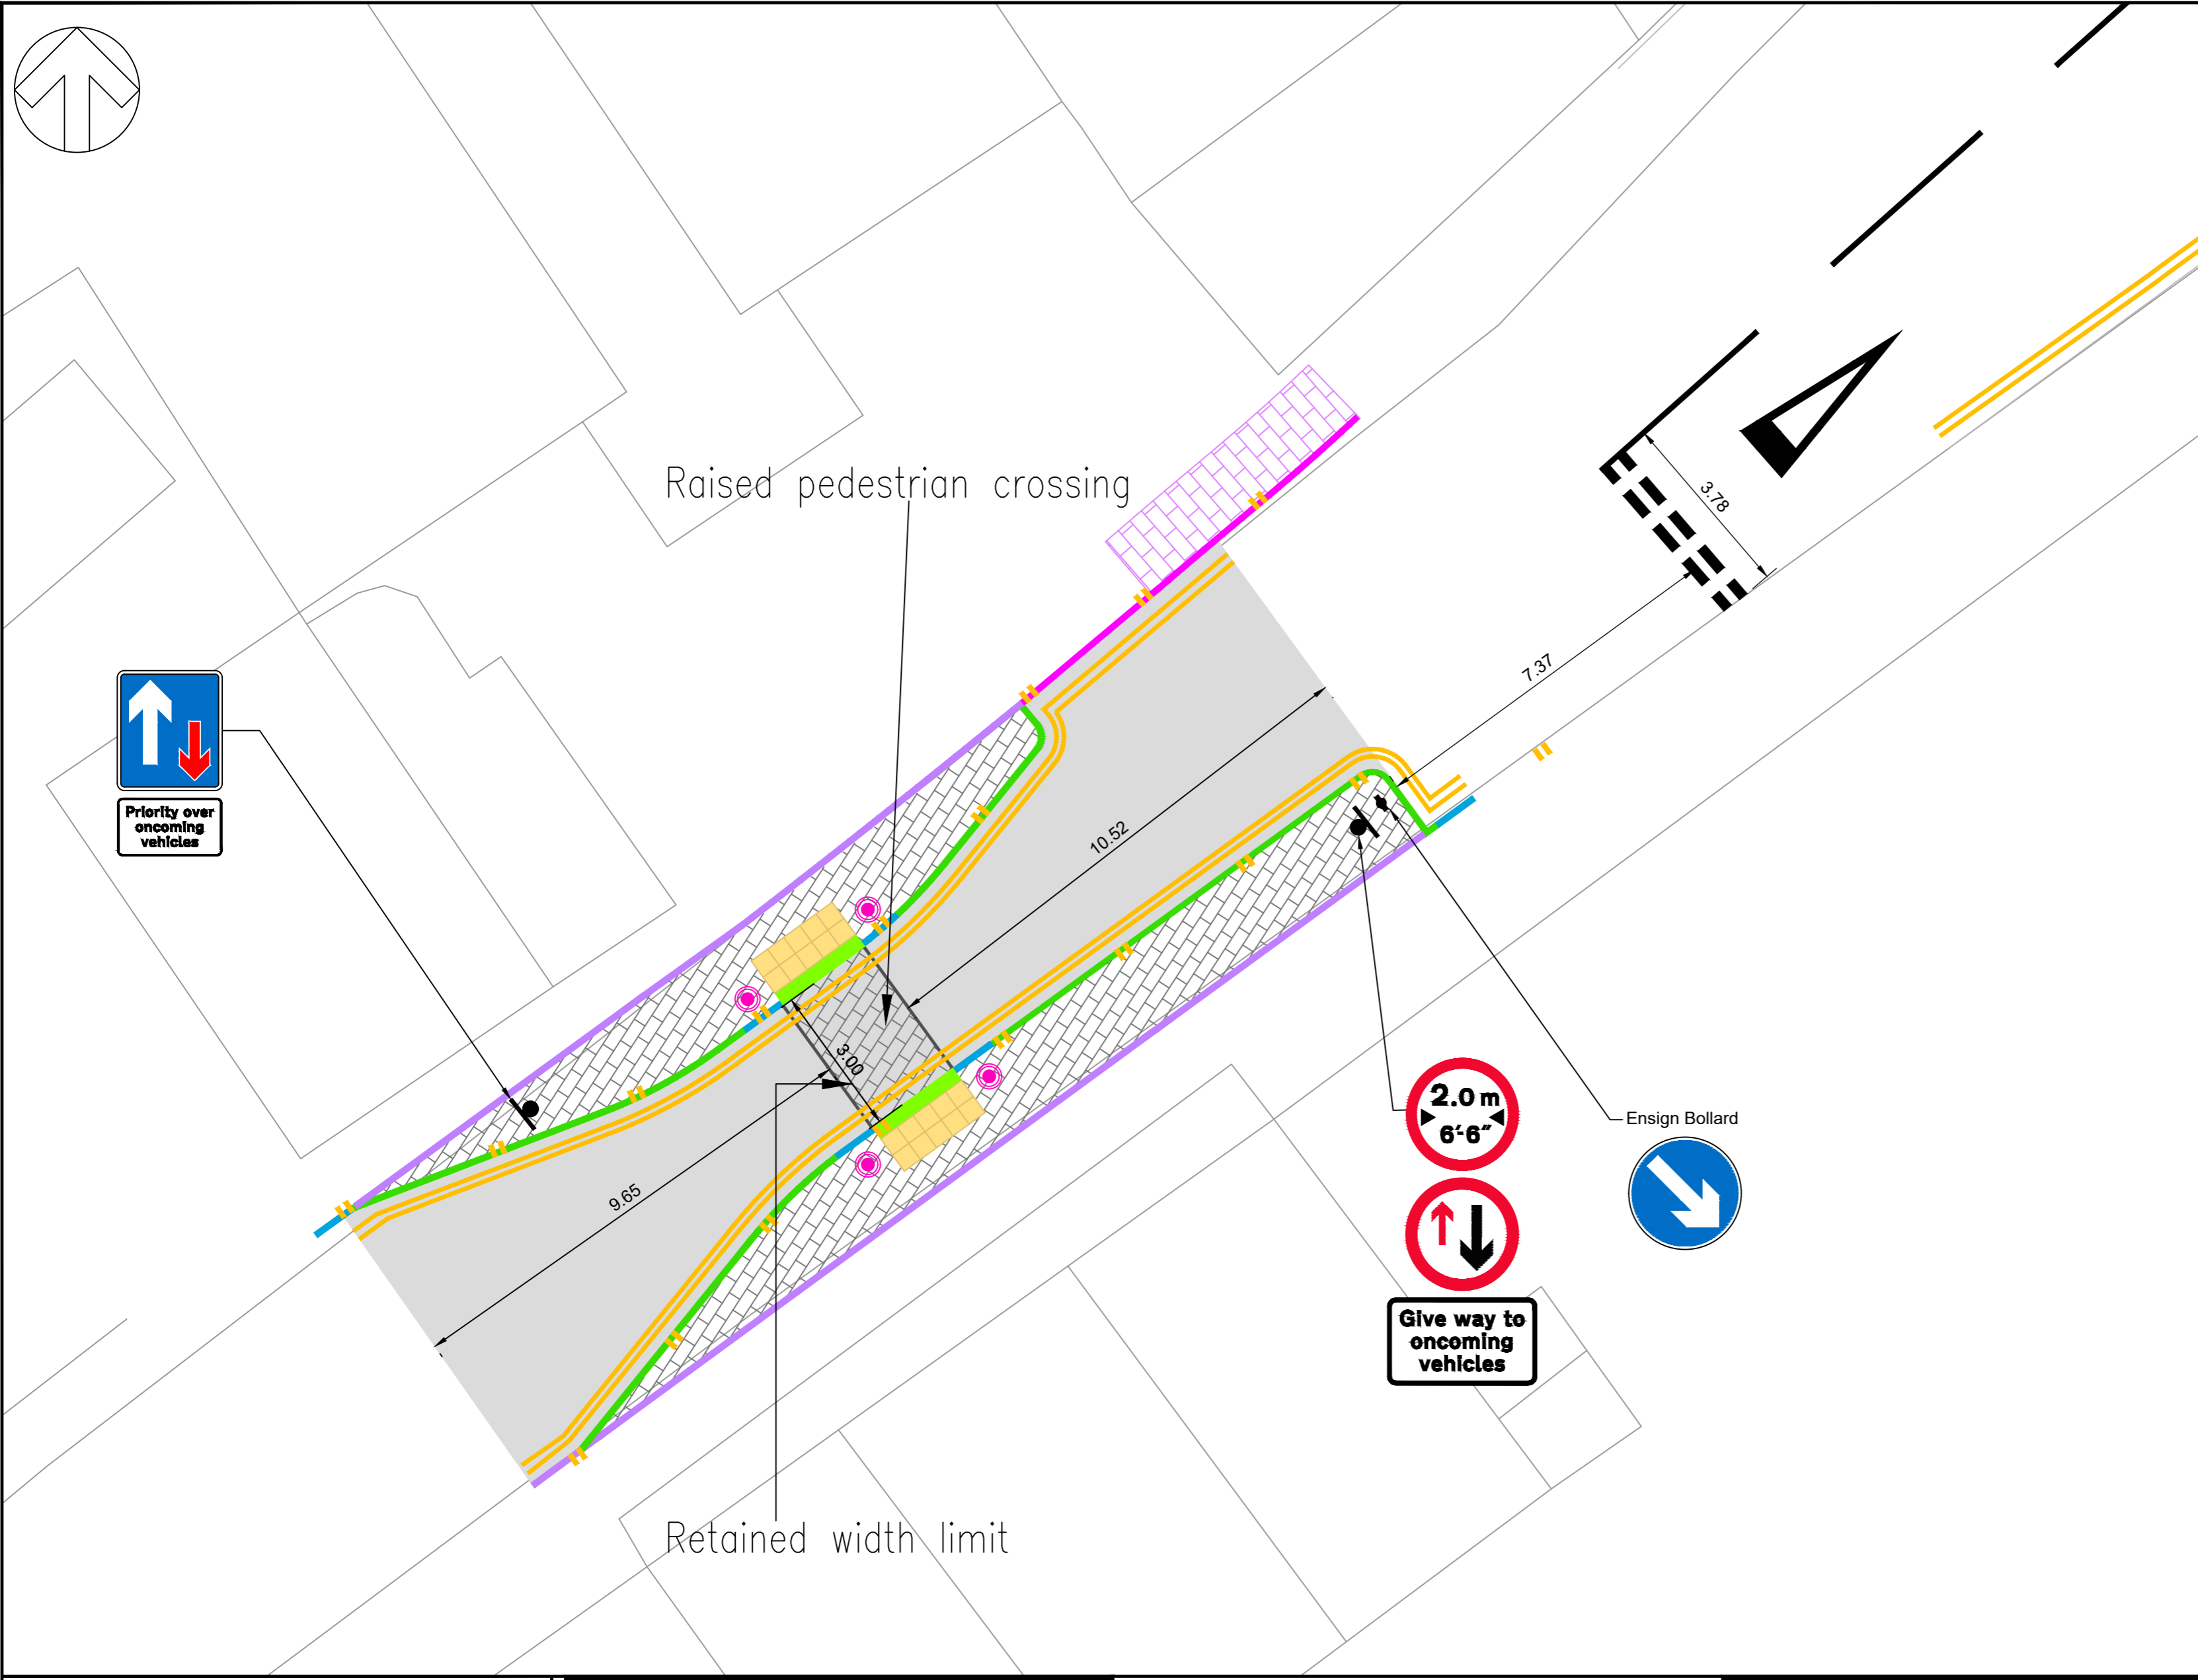 Raised pedestrian crossing
3.78
7.37
Priority over
oncoming
vehicles
10.52
3.00
9.65
2.0 m
6'-6"
Ensign Bollard
Give way to
oncoming
vehicles
Retained width limit